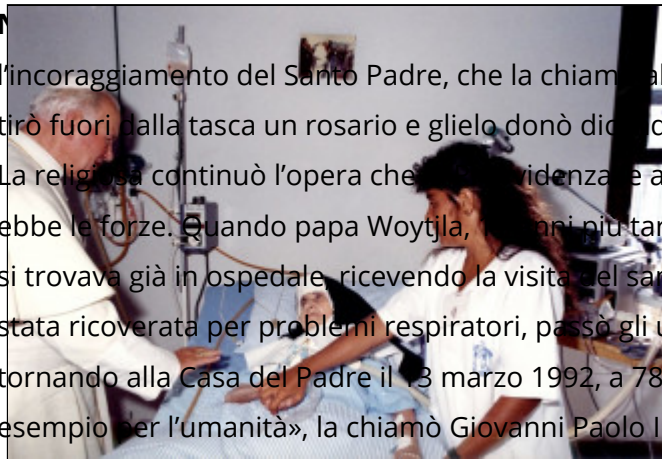 l'incoraggiamento del Santo Padre, che la chiam
tirò fuori dalla tasca un rosario e glielo donò
La religiosa continuò l'opera che
ebbe le forze. Quando papa Woytjla, anni più
si trovava già in ospedale, ricevendo la visita del
stata ricoverata per problemi respiratori, passò gli
tornando alla Casa del Padre il 13 marzo 1992, a 78
esempio per l'umanità», la chiamò Giovanni Paolo